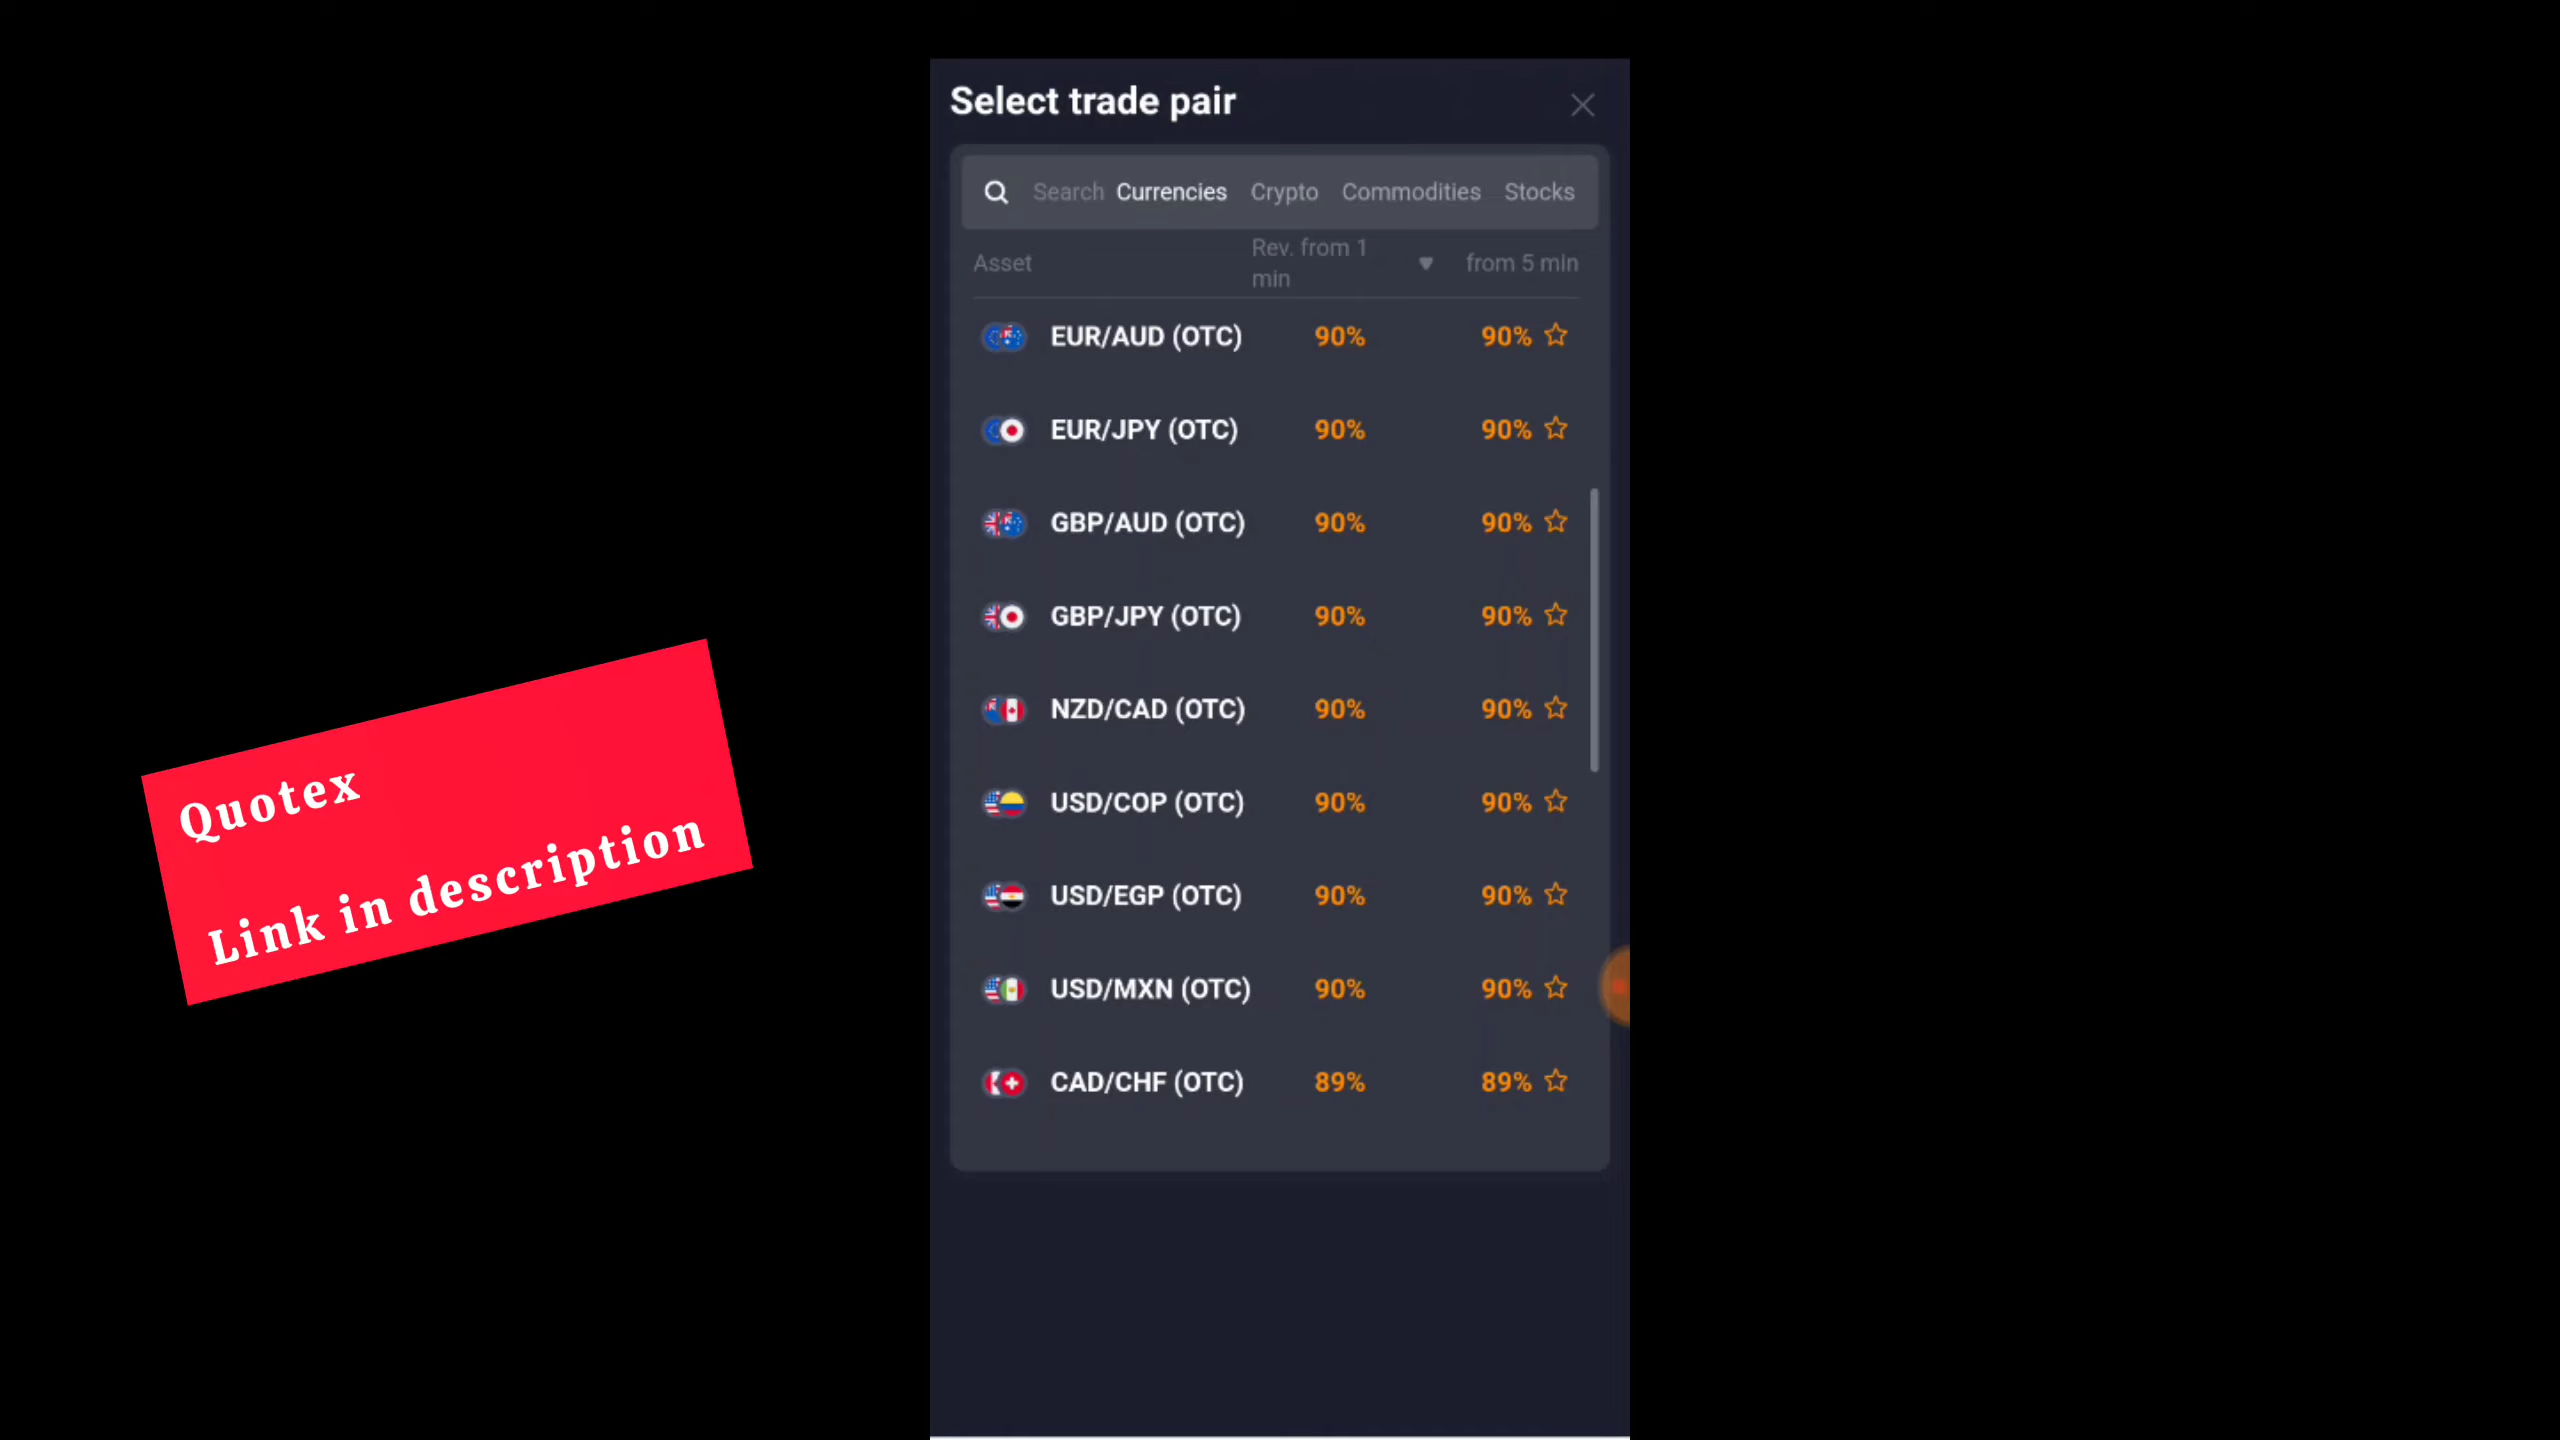 Select trade pair
Search Currencies Crypto Commodities Stocks
Asset Rev. from 1 min from 5 min
EUR/AUD (OTC) 90% 90%
EUR/JPY (OTC) 90% 90%
GBP/AUD (OTC) 90% 90%
GBP/JPY (OTC) 90% 90%
NZD/CAD (OTC) 90% 90%
USD/COP (OTC) 90% 90%
USD/EGP (OTC) 90% 90%
USD/MXN (OTC) 90% 90%
CAD/CHF (OTC) 89% 89%
Quotex
Link in description